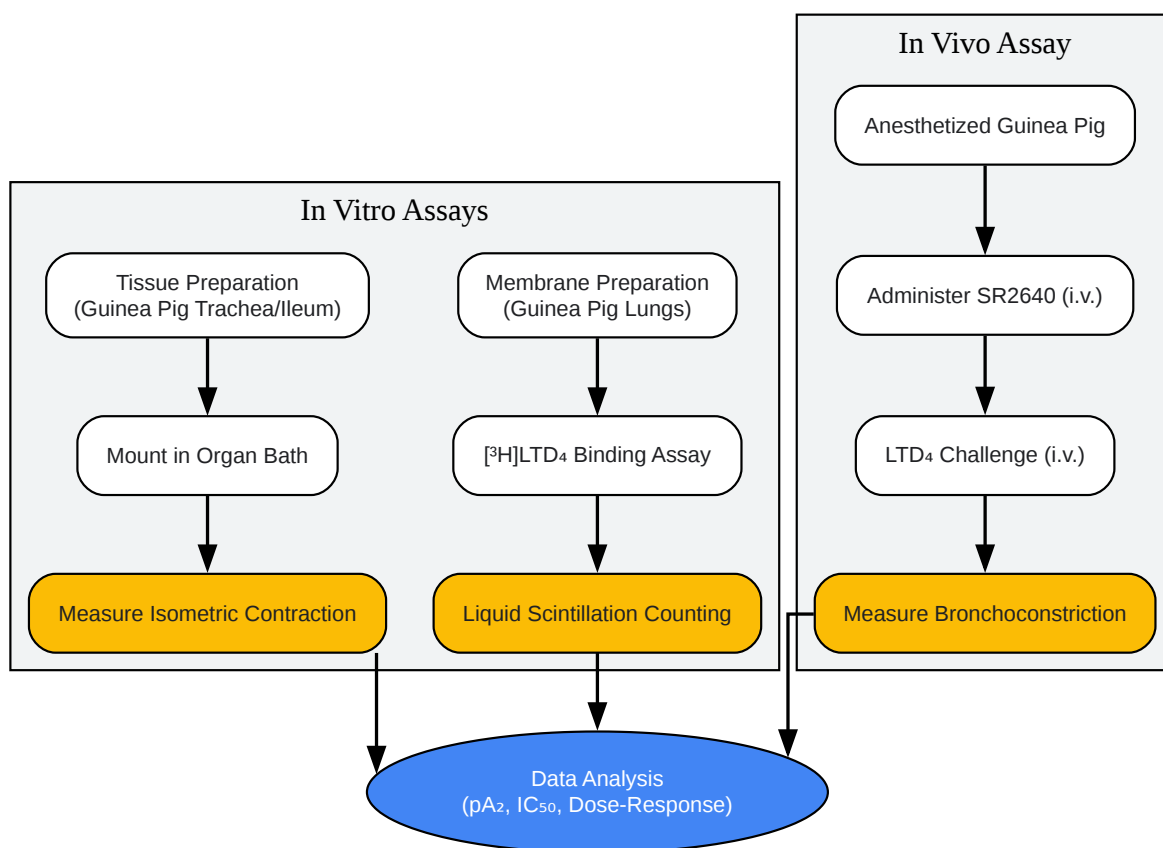 In Vitro Assays
Tissue Preparation
(Guinea Pig Trachea/Ileum)
Mount in Organ Bath
Measure Isometric Contraction
Membrane Preparation
(Guinea Pig Lungs)
[³H]LTD₄ Binding Assay
Liquid Scintillation Counting
In Vivo Assay
Anesthetized Guinea Pig
Administer SR2640 (i.v.)
LTD₄ Challenge (i.v.)
Measure Bronchoconstriction
Data Analysis
(pA₂, IC₅₀, Dose-Response)